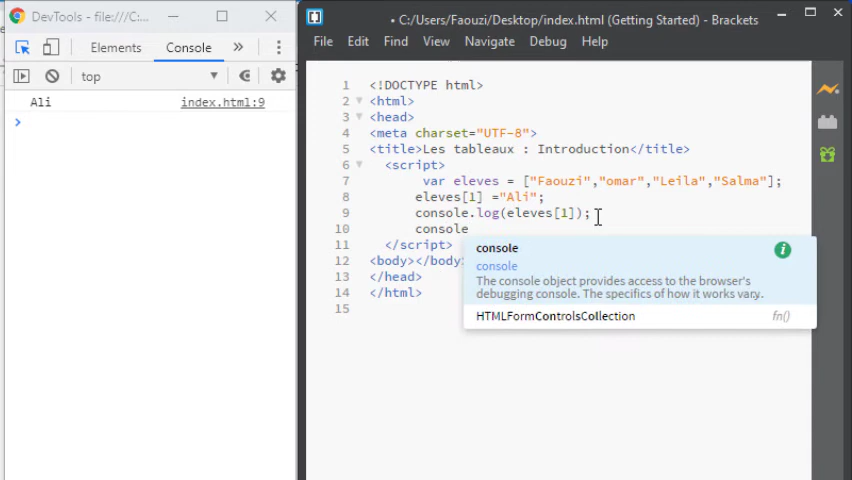 DevTools - file:///C:/Us...
Elements
Console
»
top
Ali
index.html:9
• C:/Users/Faouzi/Desktop/index.html (Getting Started) - Brackets
File Edit Find View Navigate Debug Help
1 <!DOCTYPE html>
2 <html>
3 <head>
4 <meta charset="UTF-8">
5 <title>Les tableaux : Introduction</title>
6 <script>
7 var eleves = ["Faouzi","omar","Leila","Salma"];
8 eleves[1] ="Ali";
9 console.log(eleves[1]);
10 console
11 </script>
12 <body></body
13 </head>
14 </html>
15
console
console
The console object provides access to the browser's
debugging console. The specifics of how it works vary.
HTMLFormControlsCollection fn()